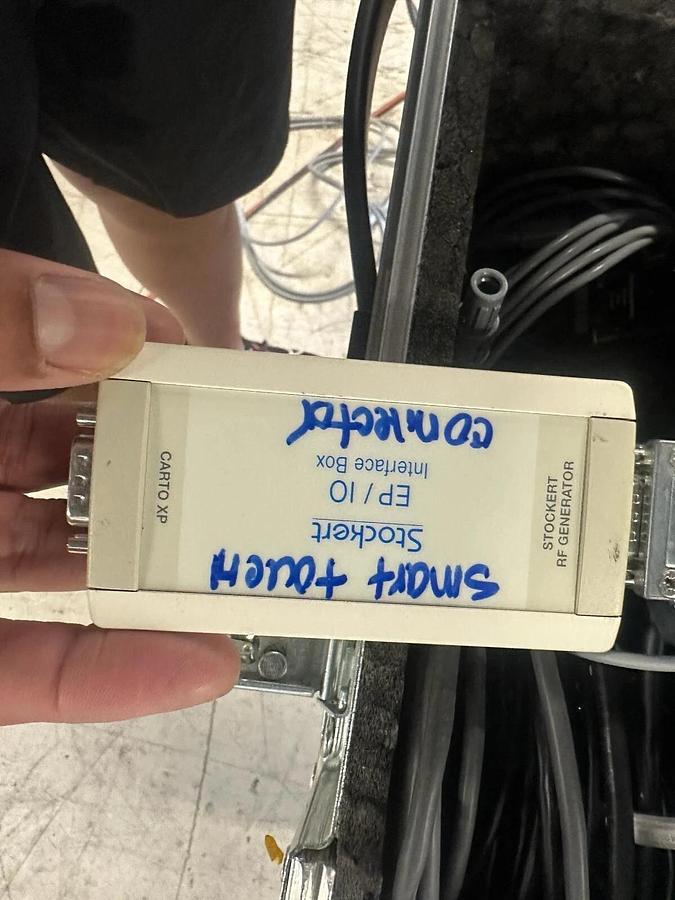 smart touch
Stockert
EP / IO
Interface Box
connector
STOCKERT
RF GENERATOR
CARTO XP